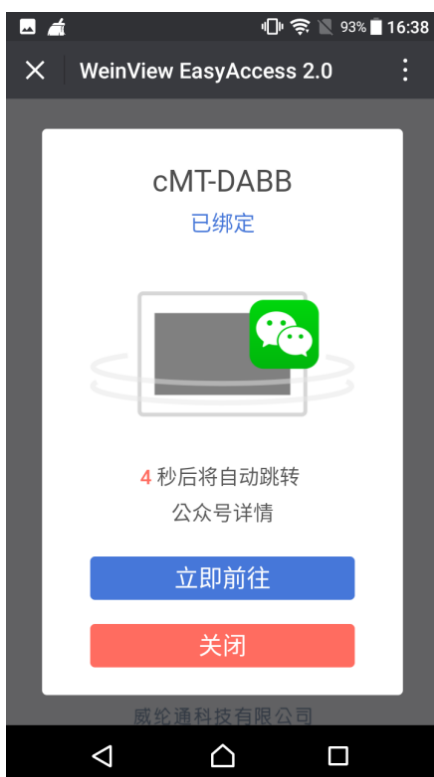 93% 16:38
WeinView EasyAccess 2.0
cMT-DABB
已绑定
4 秒后将自动跳转
公众号详情
立即前往
关闭
威纶通科技有限公司